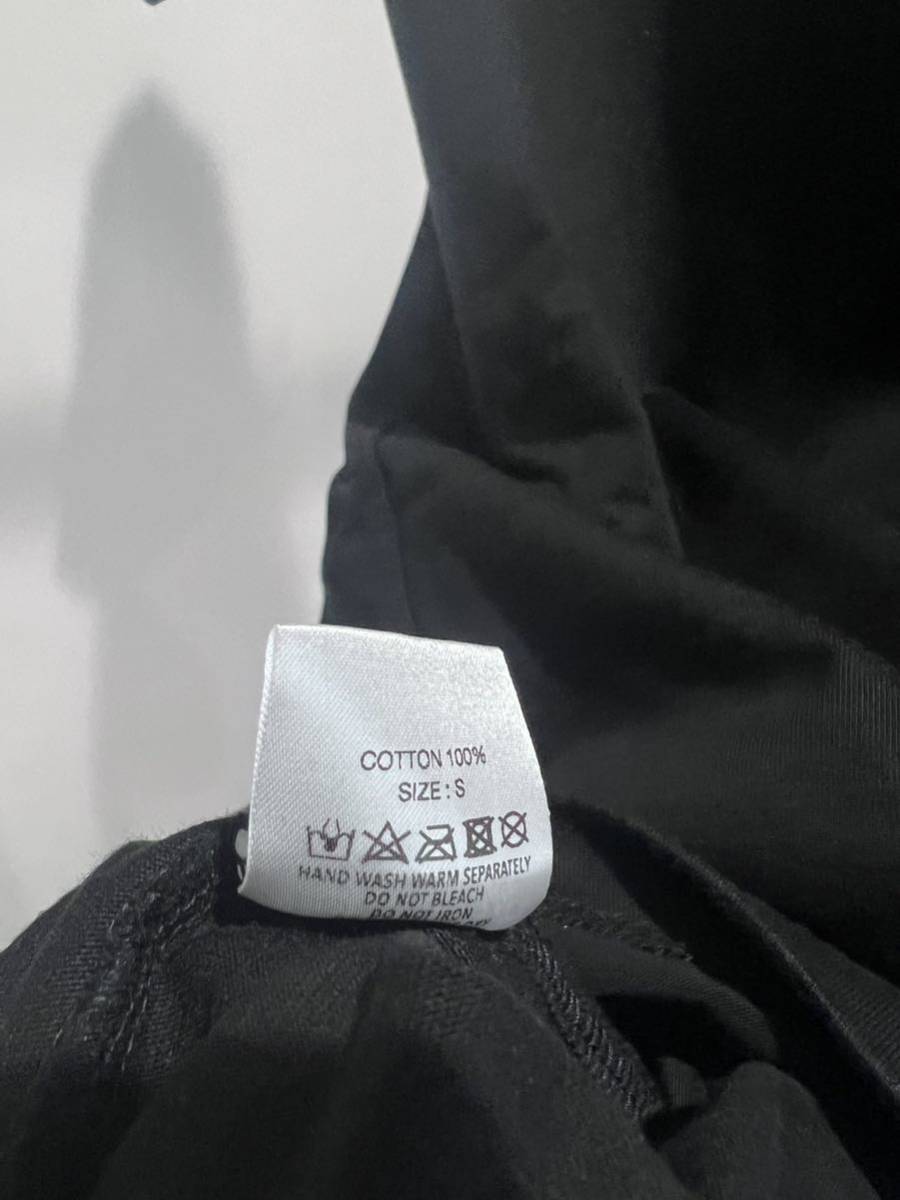 COTTON 100%
SIZE : S
HAND WASH WARM SEPARATELY
DO NOT BLEACH
DO NOT IRON